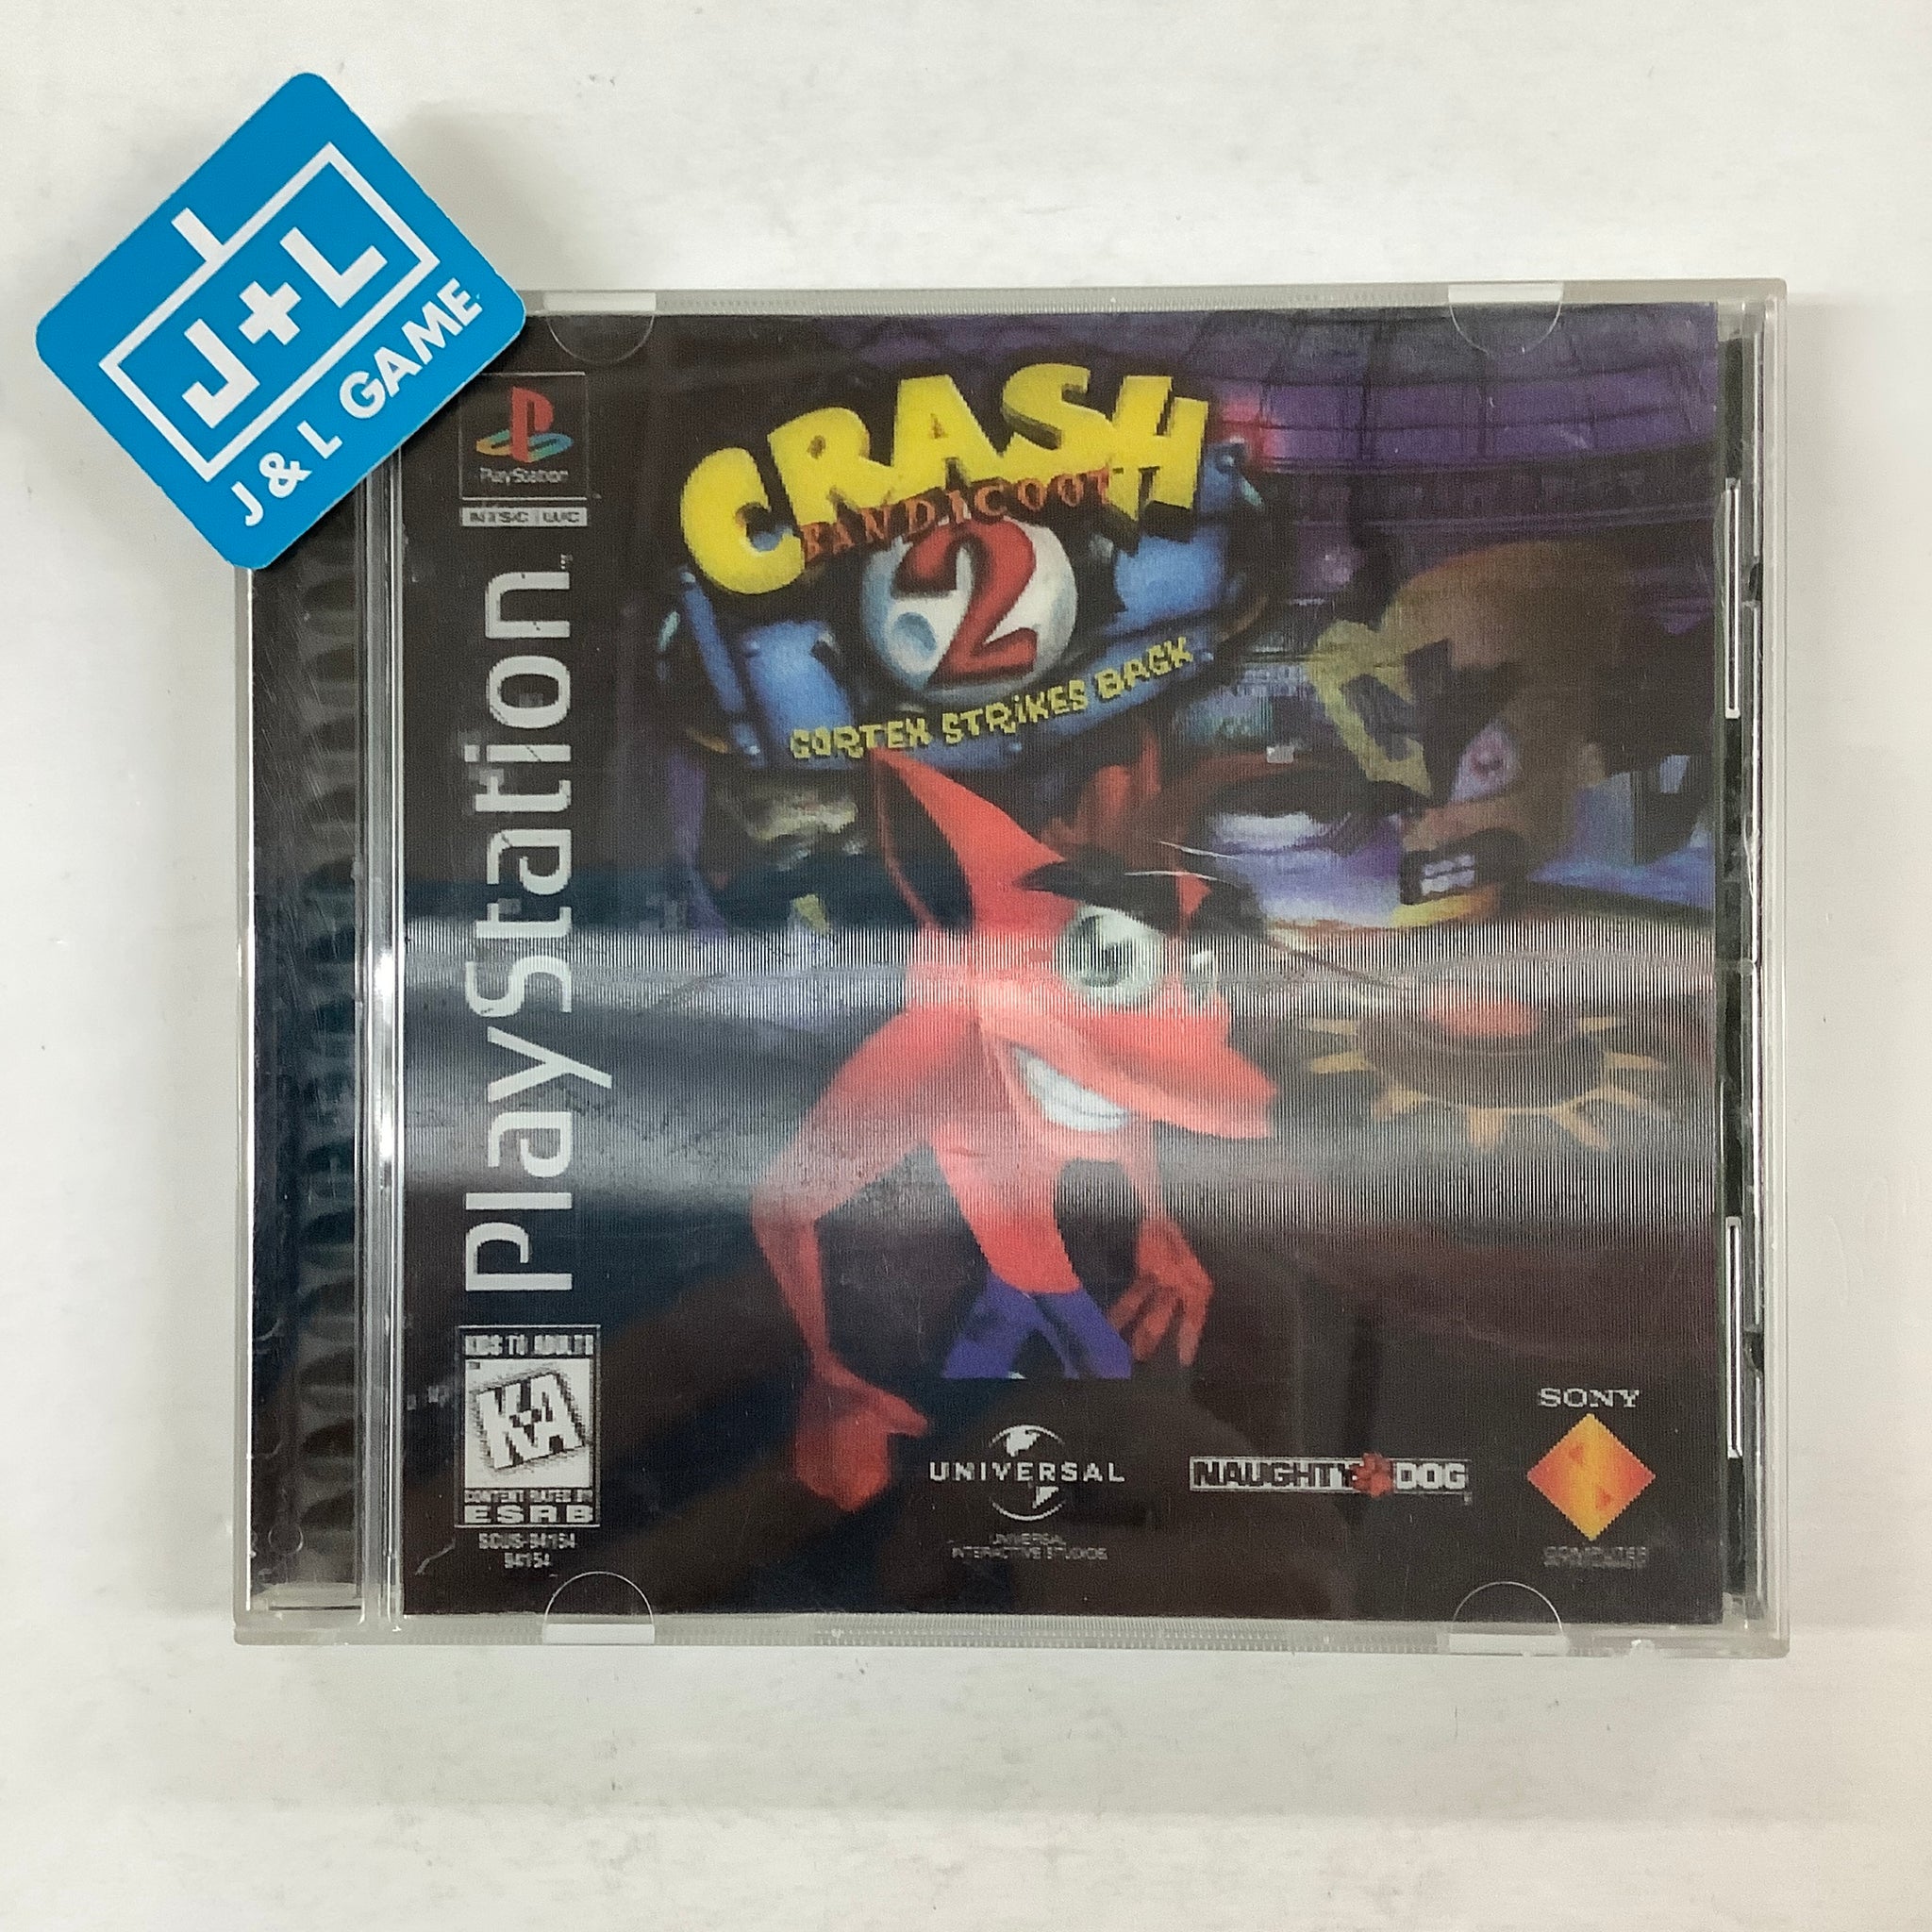 J+L
J & L GAME
PlayStation
NTSC U/C
PlayStation
CRASH
BANDICOOT
2
CORTEX STRIKES BACK
KIDS TO ADULTS
KA
CONTENT RATED BY
ESRB
SCUS-94154
94154
UNIVERSAL
UNIVERSAL
INTERACTIVE STUDIOS
NAUGHTY DOG
SONY
COMPUTER